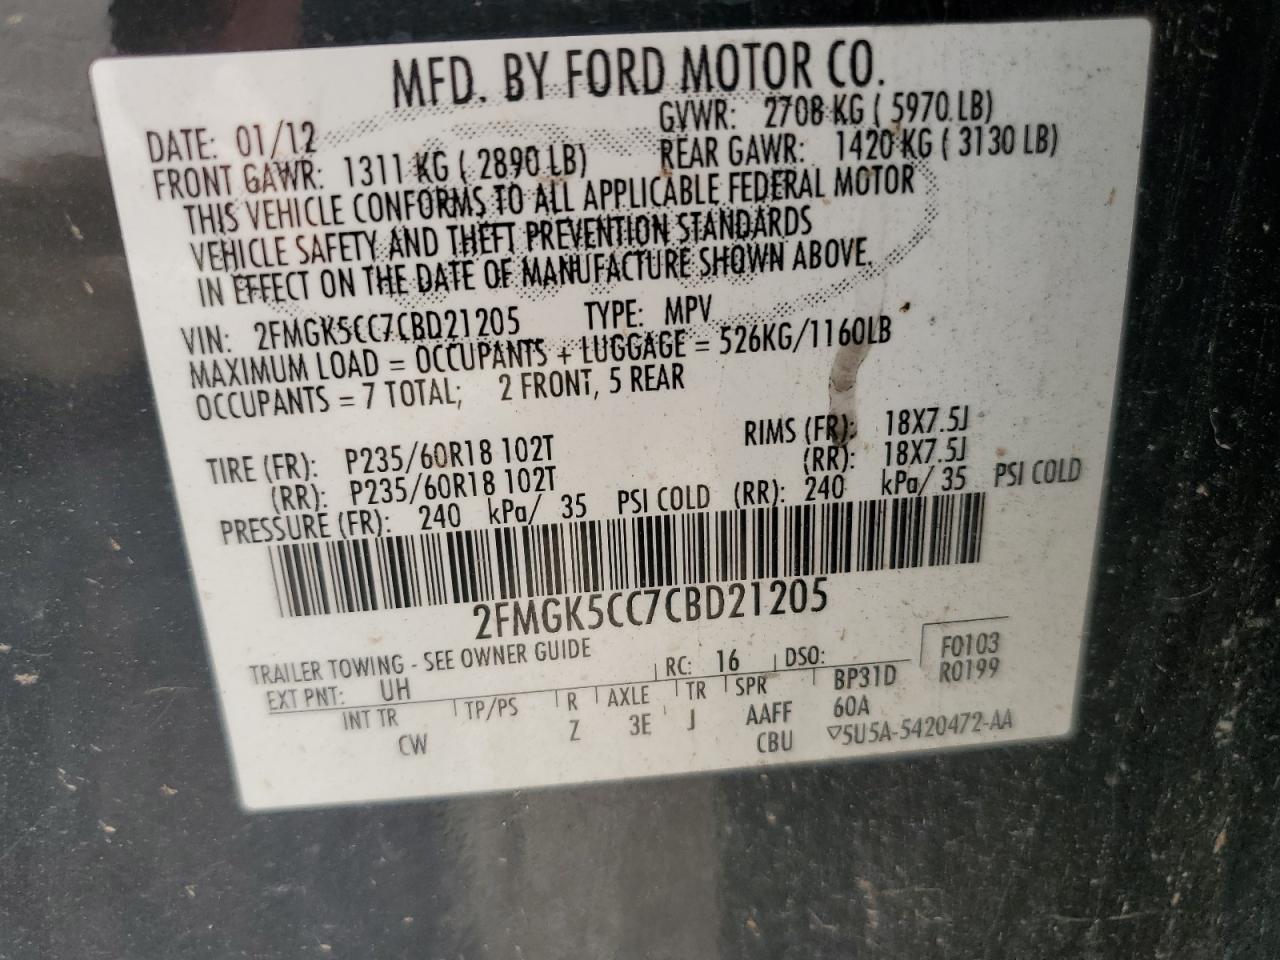 MFD. BY FORD MOTOR CO.
DATE: 01/12 GVWR: 2708 KG ( 5970 LB)
FRONT GAWR: 1311 KG ( 2890 LB) REAR GAWR: 1420 KG ( 3130 LB)
THIS VEHICLE CONFORMS TO ALL APPLICABLE FEDERAL MOTOR
VEHICLE SAFETY AND THEFT PREVENTION STANDARDS
IN EFFECT ON THE DATE OF MANUFACTURE SHOWN ABOVE.
VIN: 2FMGK5CC7CBD21205 TYPE: MPV
MAXIMUM LOAD = OCCUPANTS + LUGGAGE = 526KG/1160LB
OCCUPANTS = 7 TOTAL; 2 FRONT, 5 REAR
TIRE (FR): P235/60R18 102T RIMS (FR): 18X7.5J
(RR): P235/60R18 102T (RR): 18X7.5J
PRESSURE (FR): 240 kPa/ 35 PSI COLD (RR): 240 kPa/ 35 PSI COLD
2FMGK5CC7CBD21205
TRAILER TOWING - SEE OWNER GUIDE
EXT PNT: UH RC: 16 DSO: F0103
INT TR TP/PS R AXLE TR SPR BP31D R0199
CW Z 3E J AAFF 60A
CBU ▽5U5A-5420472-AA